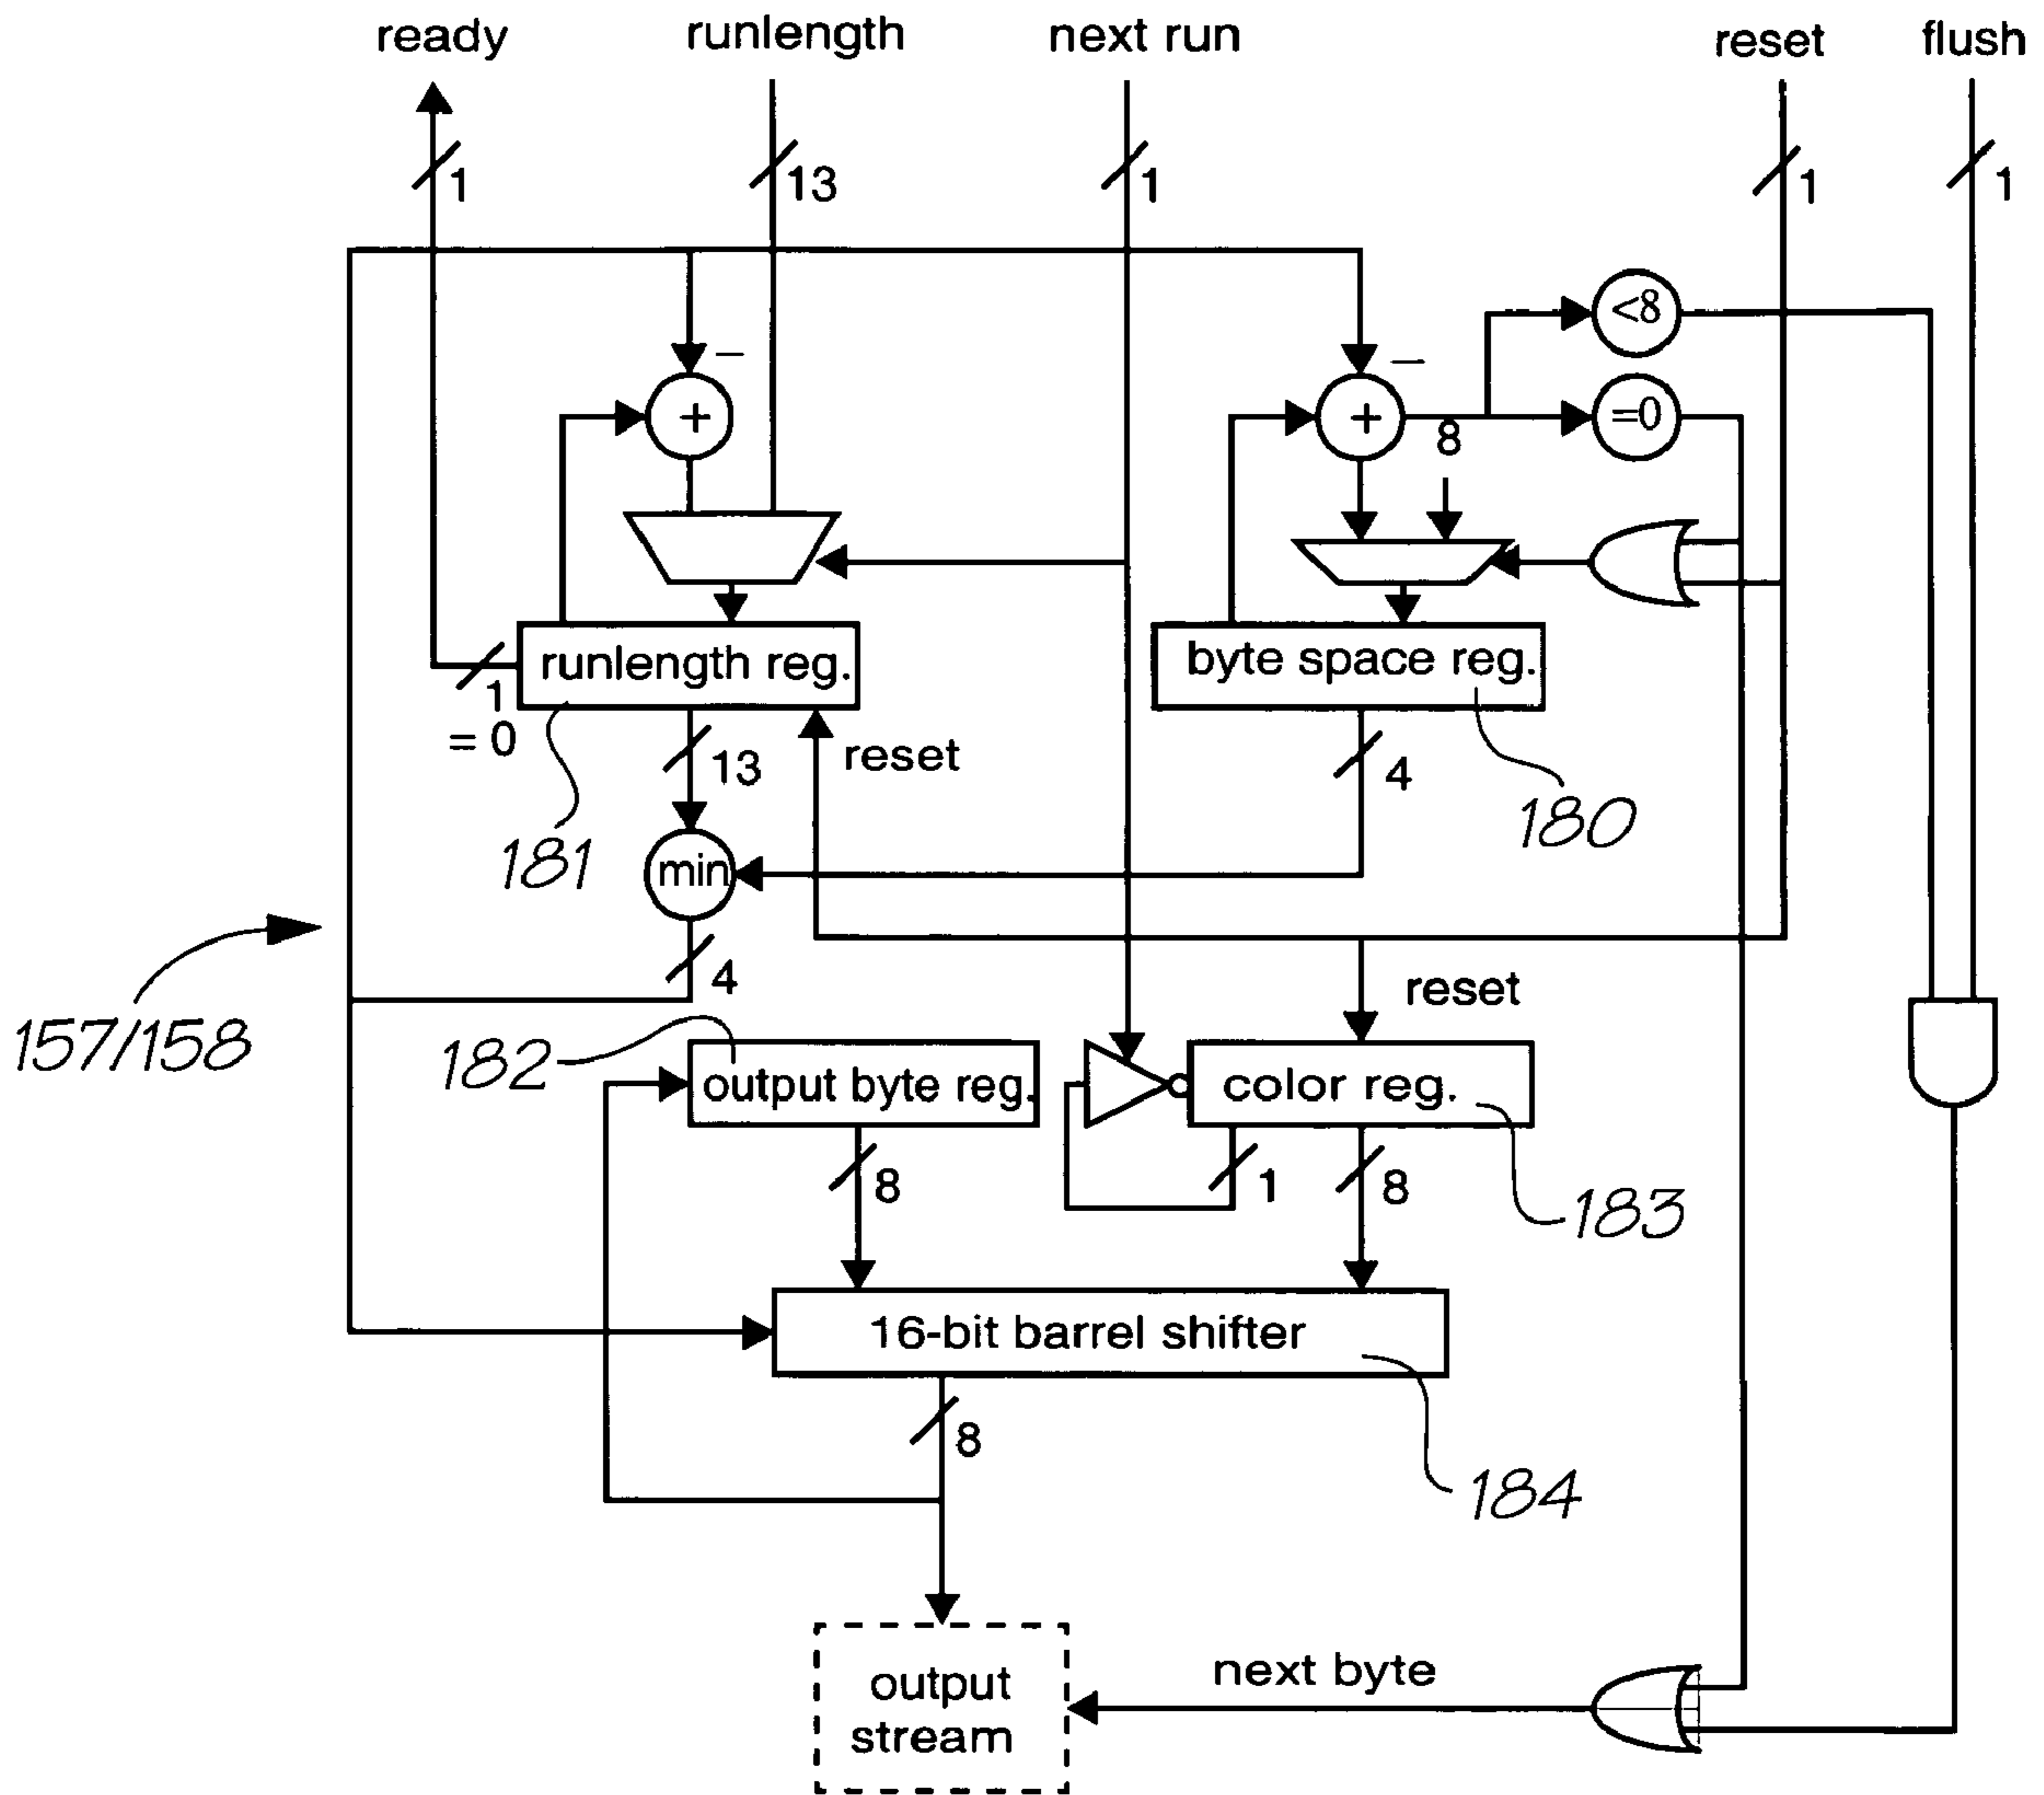 ready runlength next run reset flush
1 13 1 1 1
<8
– –
+ + =0
8
runlength reg. byte space reg.
1
= 0
13 reset 4
180
181 min
4
157/158
reset
182 output byte reg. color reg.
8 1 8
183
16-bit barrel shifter
8
184
next byte
output
stream